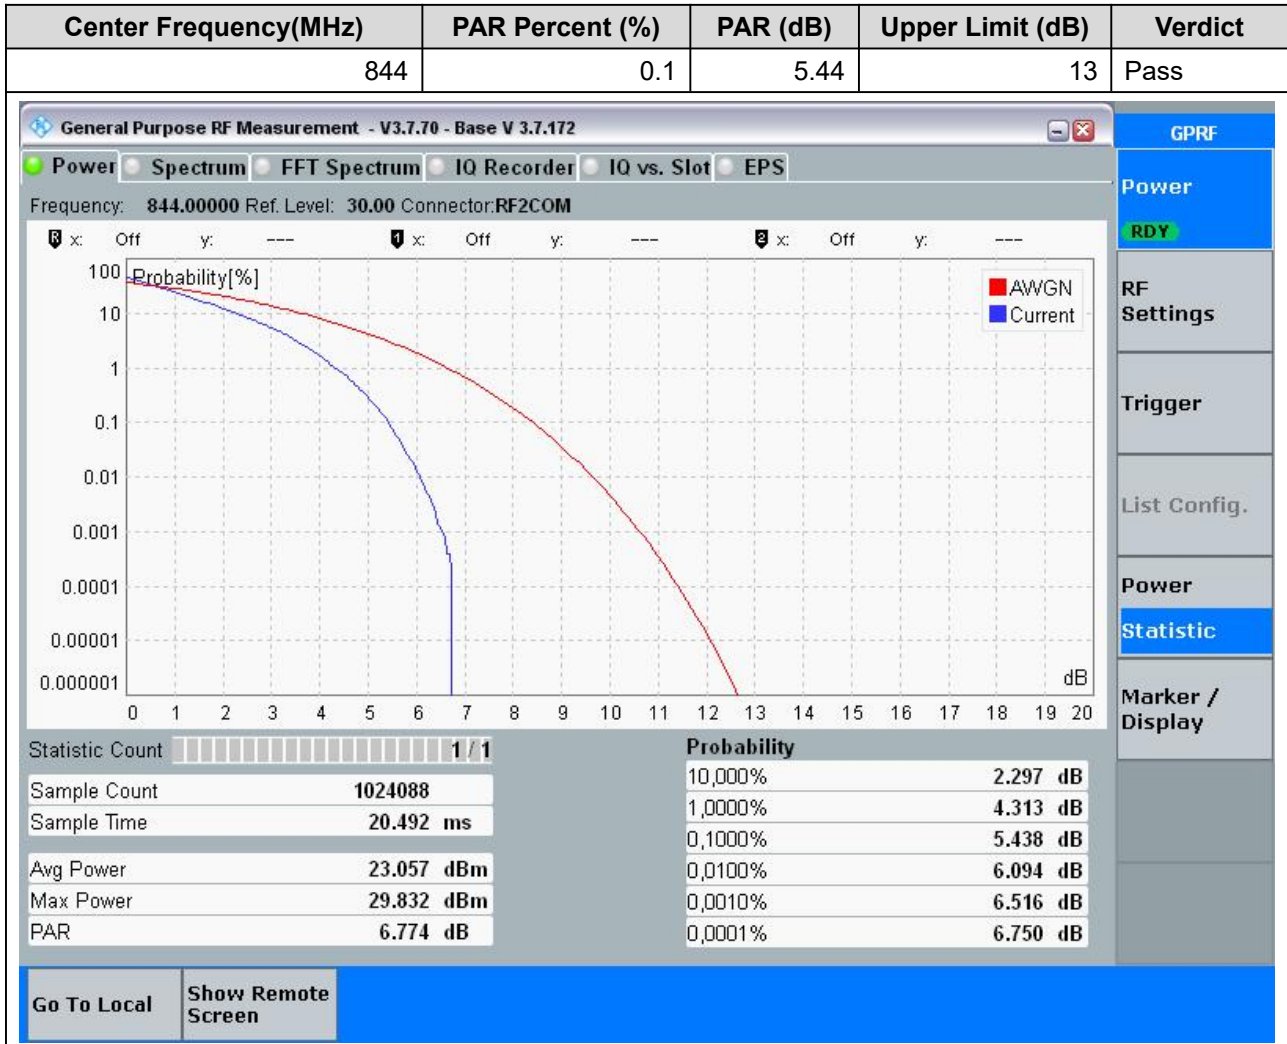 Center Frequency(MHz) PAR Percent (%) PAR (dB) Upper Limit (dB) Verdict
844 0.1 5.44 13 Pass
General Purpose RF Measurement - V3.7.70 - Base V 3.7.172
GPRF
Power Spectrum FFT Spectrum IQ Recorder IQ vs. Slot EPS
Frequency: 844.00000 Ref. Level: 30.00 Connector:RF2COM
Power
RDY
R x: Off y: --- 1 x: Off y: --- 2 x: Off y: ---
Probability[%]
100
10
1
0.1
0.01
0.001
0.0001
0.00001
0.000001
AWGN
Current
dB
0 1 2 3 4 5 6 7 8 9 10 11 12 13 14 15 16 17 18 19 20
RF
Settings
Trigger
List Config.
Power
Statistic
Marker /
Display
Statistic Count 1 / 1
Sample Count 1024088
Sample Time 20.492 ms
Avg Power 23.057 dBm
Max Power 29.832 dBm
PAR 6.774 dB
Probability
10,000% 2.297 dB
1,0000% 4.313 dB
0,1000% 5.438 dB
0,0100% 6.094 dB
0,0010% 6.516 dB
0,0001% 6.750 dB
Go To Local
Show Remote
Screen